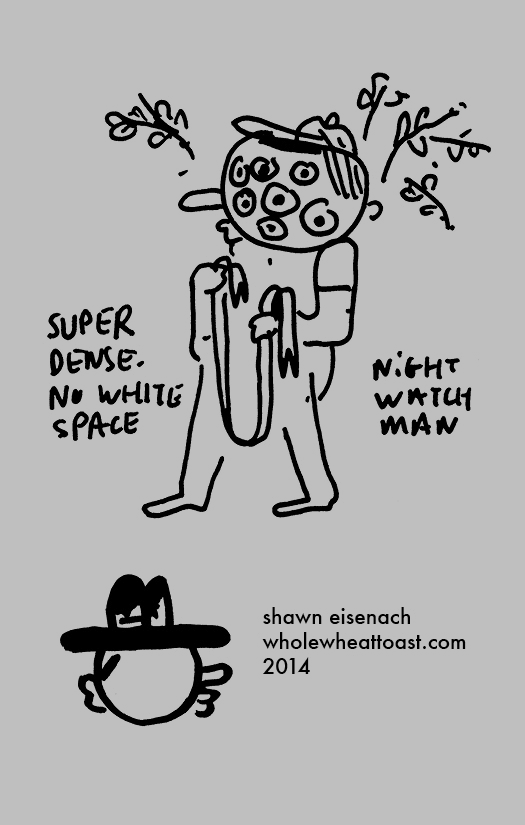 SUPER
DENSE.
NO WHITE
SPACE
NiGHT
WATCH
MAN
shawn eisenach
wholewheattoast.com
2014